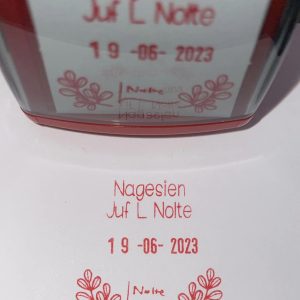 Juf L Nolte
19 -06- 2023
Nolte
Nagesien
Juf L Nolte
19 -06- 2023
Nolte